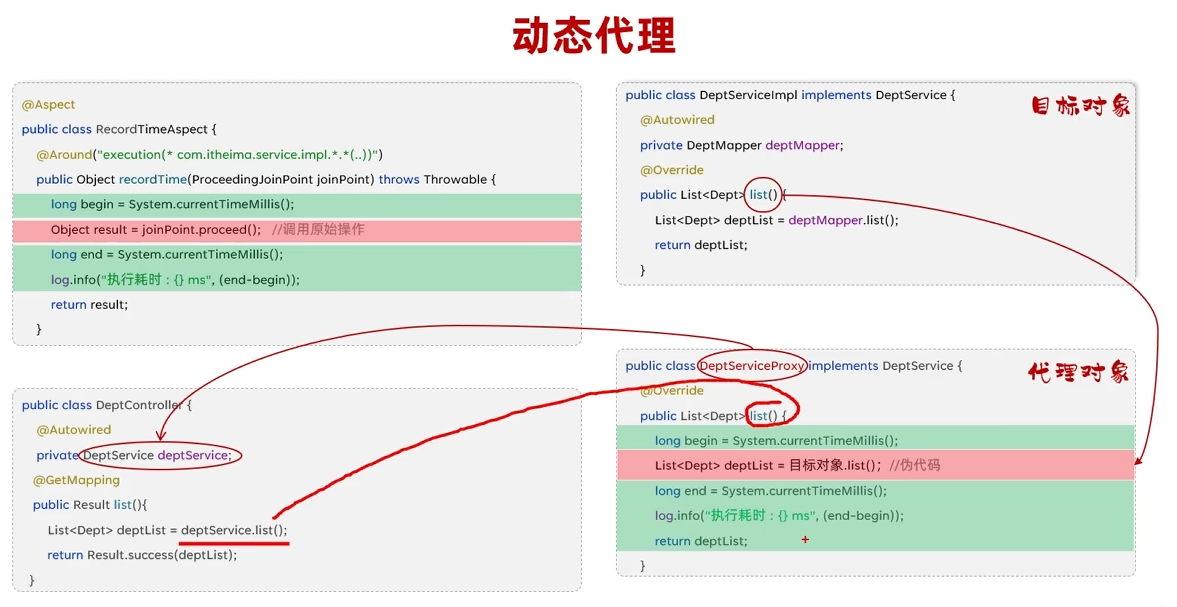 动态代理
@Aspect
public class RecordTimeAspect {
@Around("execution(* com.itheima.service.impl.*.*(..))")
public Object recordTime(ProceedingJoinPoint joinPoint) throws Throwable {
long begin = System.currentTimeMillis();
Object result = joinPoint.proceed(); //调用原始操作
long end = System.currentTimeMillis();
log.info("执行耗时 : {} ms", (end-begin));
return result;
}
public class DeptServiceImpl implements DeptService {
目标对象
@Autowired
private DeptMapper deptMapper;
@Override
public List<Dept> list() {
List<Dept> deptList = deptMapper.list();
return deptList;
}
public class DeptController {
@Autowired
private DeptService deptService;
@GetMapping
public Result list(){
List<Dept> deptList = deptService.list();
return Result.success(deptList);
}
public class DeptServiceProxy implements DeptService {
代理对象
@Override
public List<Dept> list() {
long begin = System.currentTimeMillis();
List<Dept> deptList = 目标对象.list(); //伪代码
long end = System.currentTimeMillis();
log.info("执行耗时 : {} ms", (end-begin));
return deptList;
}